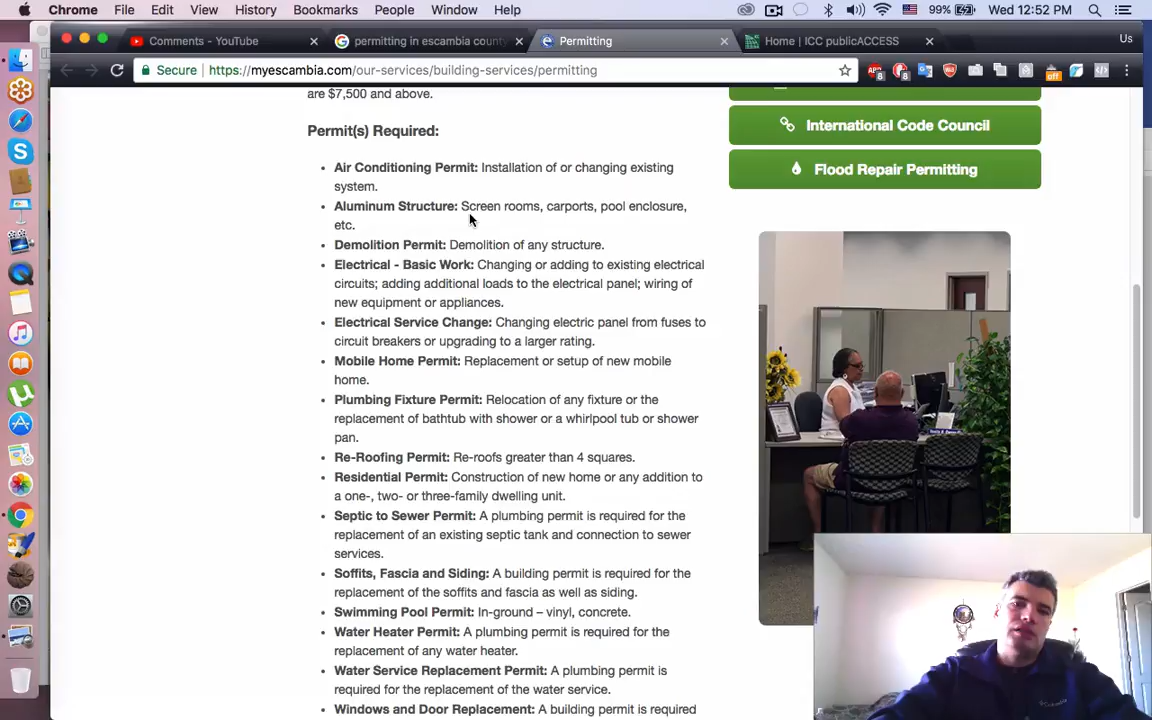 Chrome File Edit View History Bookmarks People Window Help 99% Wed 12:52 PM
Comments - YouTube permitting in escambia county Permitting Home | ICC publicACCESS Us
Secure https://myescambia.com/our-services/building-services/permitting
are $7,500 and above.
Permit(s) Required:
Air Conditioning Permit: Installation of or changing existing
system.
Aluminum Structure: Screen rooms, carports, pool enclosure,
etc.
Demolition Permit: Demolition of any structure.
Electrical - Basic Work: Changing or adding to existing electrical
circuits; adding additional loads to the electrical panel; wiring of
new equipment or appliances.
Electrical Service Change: Changing electric panel from fuses to
circuit breakers or upgrading to a larger rating.
Mobile Home Permit: Replacement or setup of new mobile
home.
Plumbing Fixture Permit: Relocation of any fixture or the
replacement of bathtub with shower or a whirlpool tub or shower
pan.
Re-Roofing Permit: Re-roofs greater than 4 squares.
Residential Permit: Construction of new home or any addition to
a one-, two- or three-family dwelling unit.
Septic to Sewer Permit: A plumbing permit is required for the
replacement of an existing septic tank and connection to sewer
services.
Soffits, Fascia and Siding: A building permit is required for the
replacement of the soffits and fascia as well as siding.
Swimming Pool Permit: In-ground – vinyl, concrete.
Water Heater Permit: A plumbing permit is required for the
replacement of any water heater.
Water Service Replacement Permit: A plumbing permit is
required for the replacement of the water service.
Windows and Door Replacement: A building permit is required
International Code Council
Flood Repair Permitting
Columbia